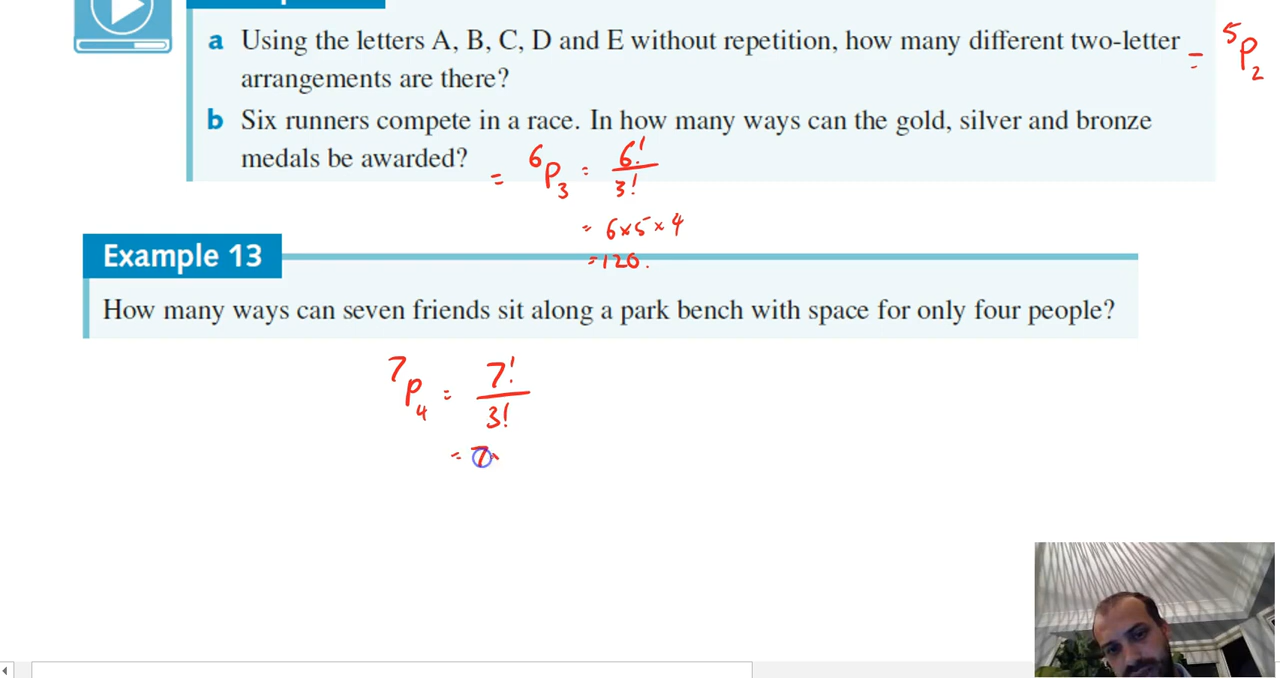 a Using the letters A, B, C, D and E without repetition, how many different two-letter = ⁵P₂
arrangements are there?
b Six runners compete in a race. In how many ways can the gold, silver and bronze
medals be awarded? = ⁶P₃ = 6!/3!
= 6×5×4
=120.
Example 13
How many ways can seven friends sit along a park bench with space for only four people?
⁷P₄ = 7!/3!
= 7×